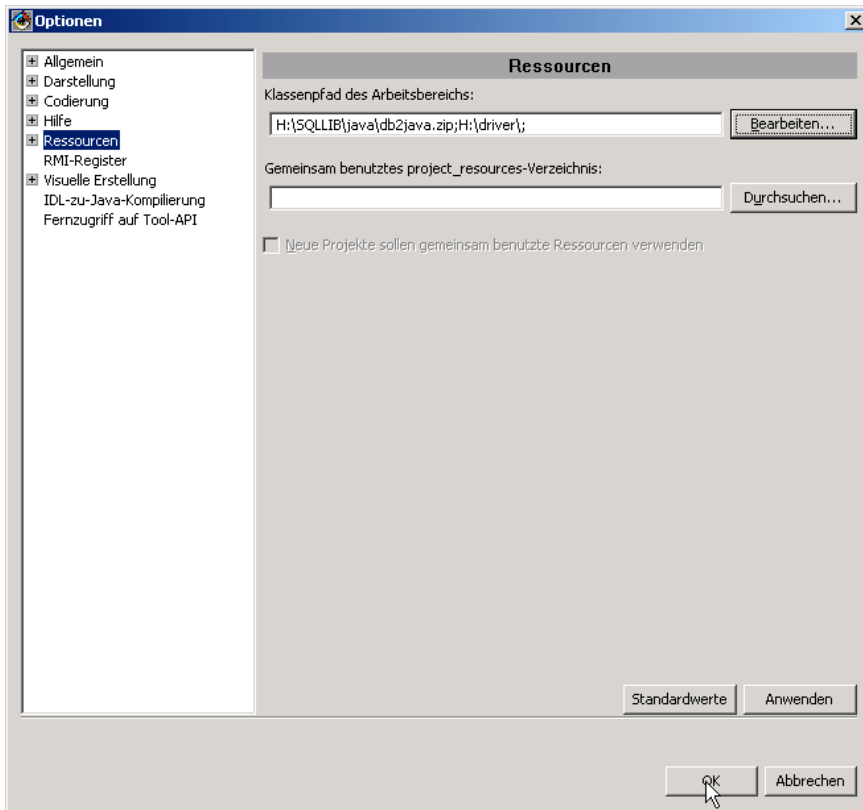 Optionen
Allgemein
Darstellung
Codierung
Hilfe
Ressourcen
RMI-Register
Visuelle Erstellung
IDL-zu-Java-Kompilierung
Fernzugriff auf Tool-API
Ressourcen
Klassenpfad des Arbeitsbereichs:
H:\SQLLIB\java\db2java.zip;H:\driver\;
Bearbeiten...
Gemeinsam benutztes project_resources-Verzeichnis:
Durchsuchen...
Neue Projekte sollen gemeinsam benutzte Ressourcen verwenden
Standardwerte
Anwenden
OK
Abbrechen